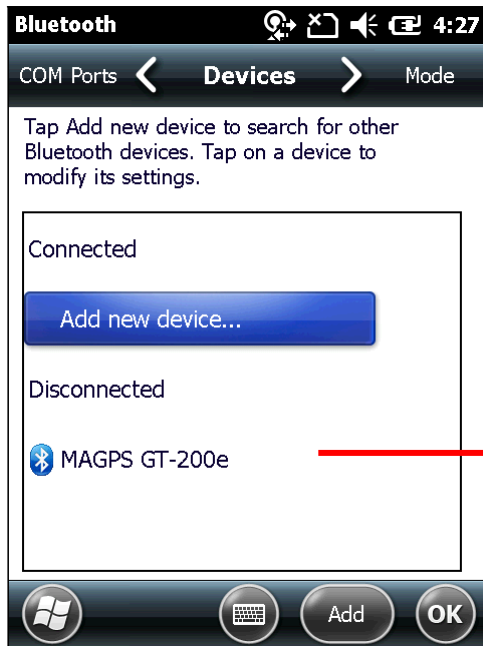 Bluetooth 4:27
COM Ports Devices Mode
Tap Add new device to search for other
Bluetooth devices. Tap on a device to
modify its settings.
Connected
Add new device...
Disconnected
MAGPS GT-200e
Add OK